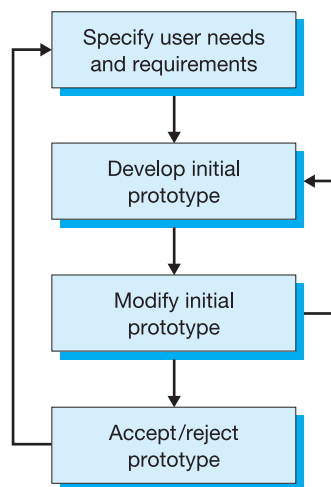 Specify user needs
and requirements
Develop initial
prototype
Modify initial
prototype
Accept/reject
prototype